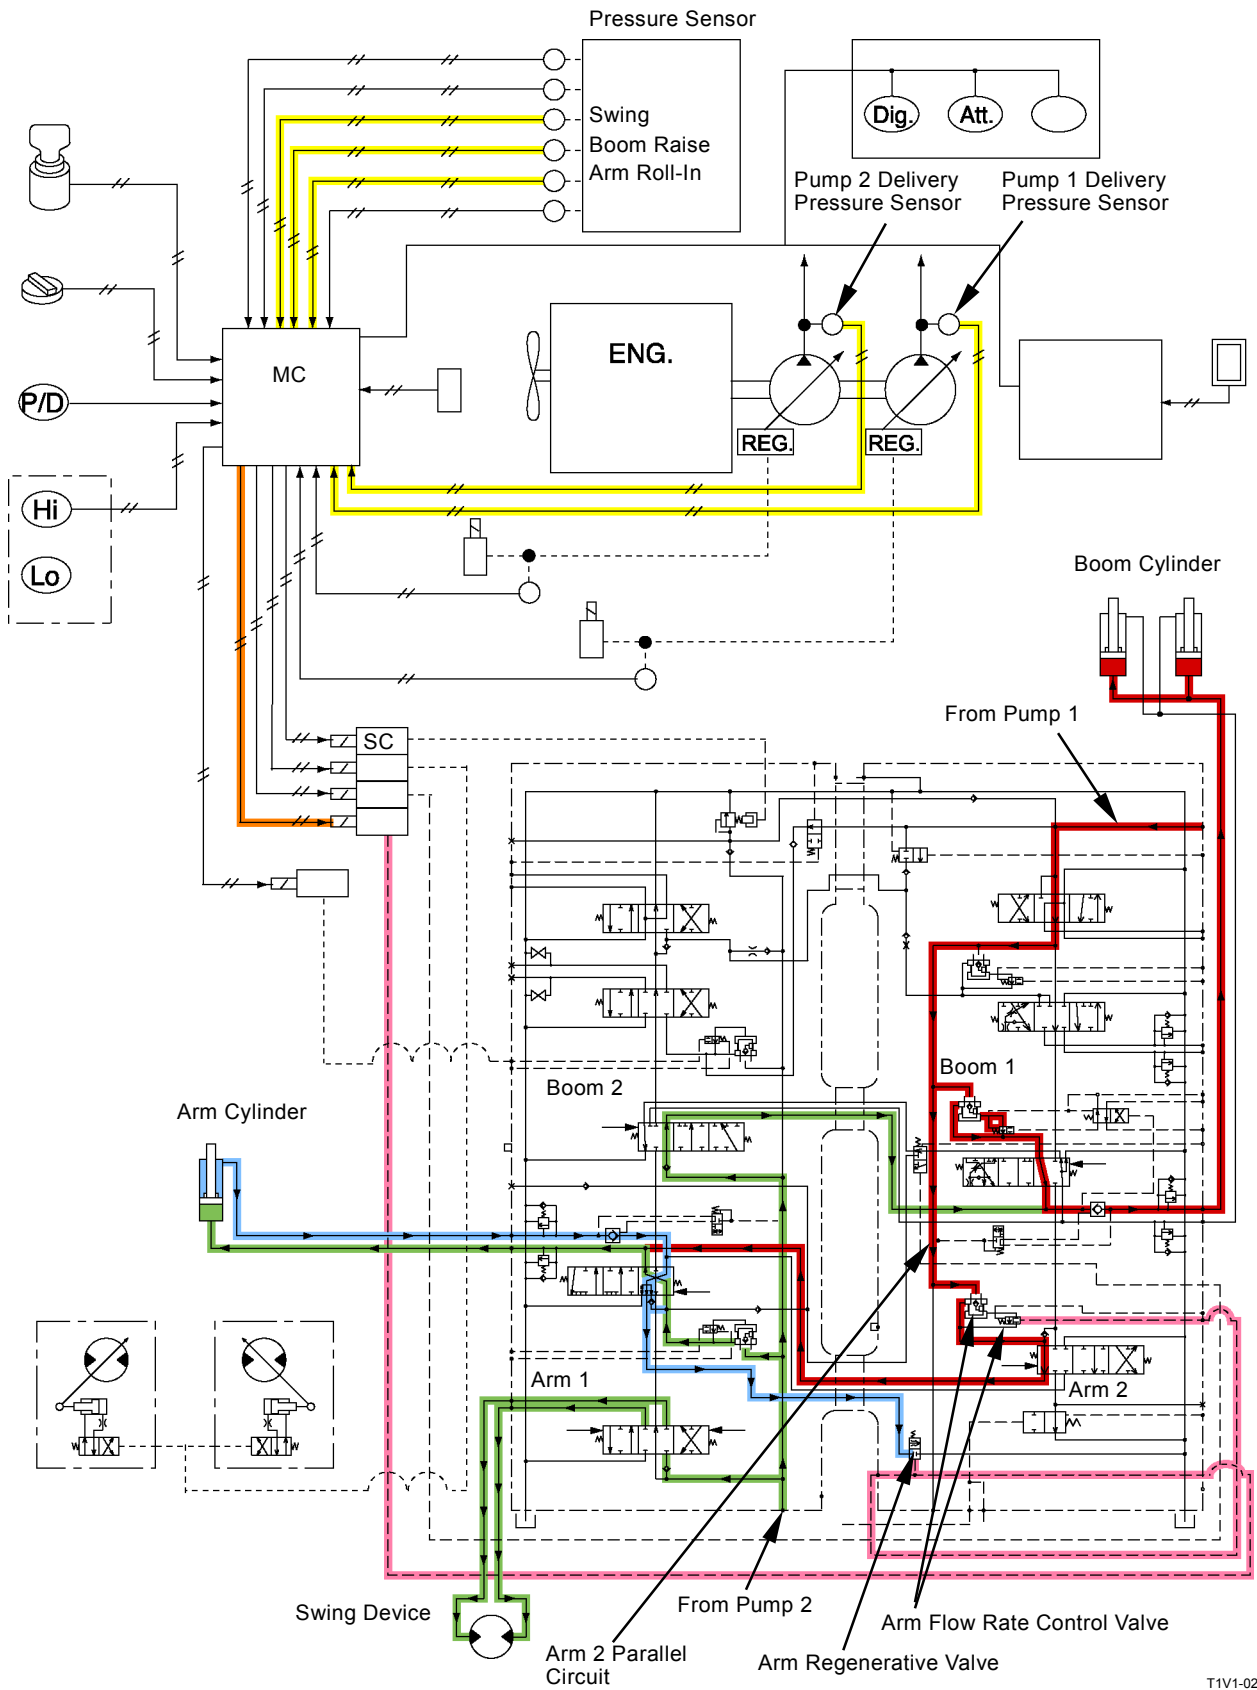 Pressure Sensor
Swing
Boom Raise
Arm Roll-In
Dig.
Att.
Pump 2 Delivery
Pressure Sensor
Pump 1 Delivery
Pressure Sensor
MC
ENG.
P/D
REG.
REG.
Hi
Lo
Boom Cylinder
From Pump 1
SC
Boom 2
Boom 1
Arm Cylinder
Arm 1
Arm 2
Swing Device
From Pump 2
Arm Flow Rate Control Valve
Arm 2 Parallel
Circuit
Arm Regenerative Valve
T1V1-02